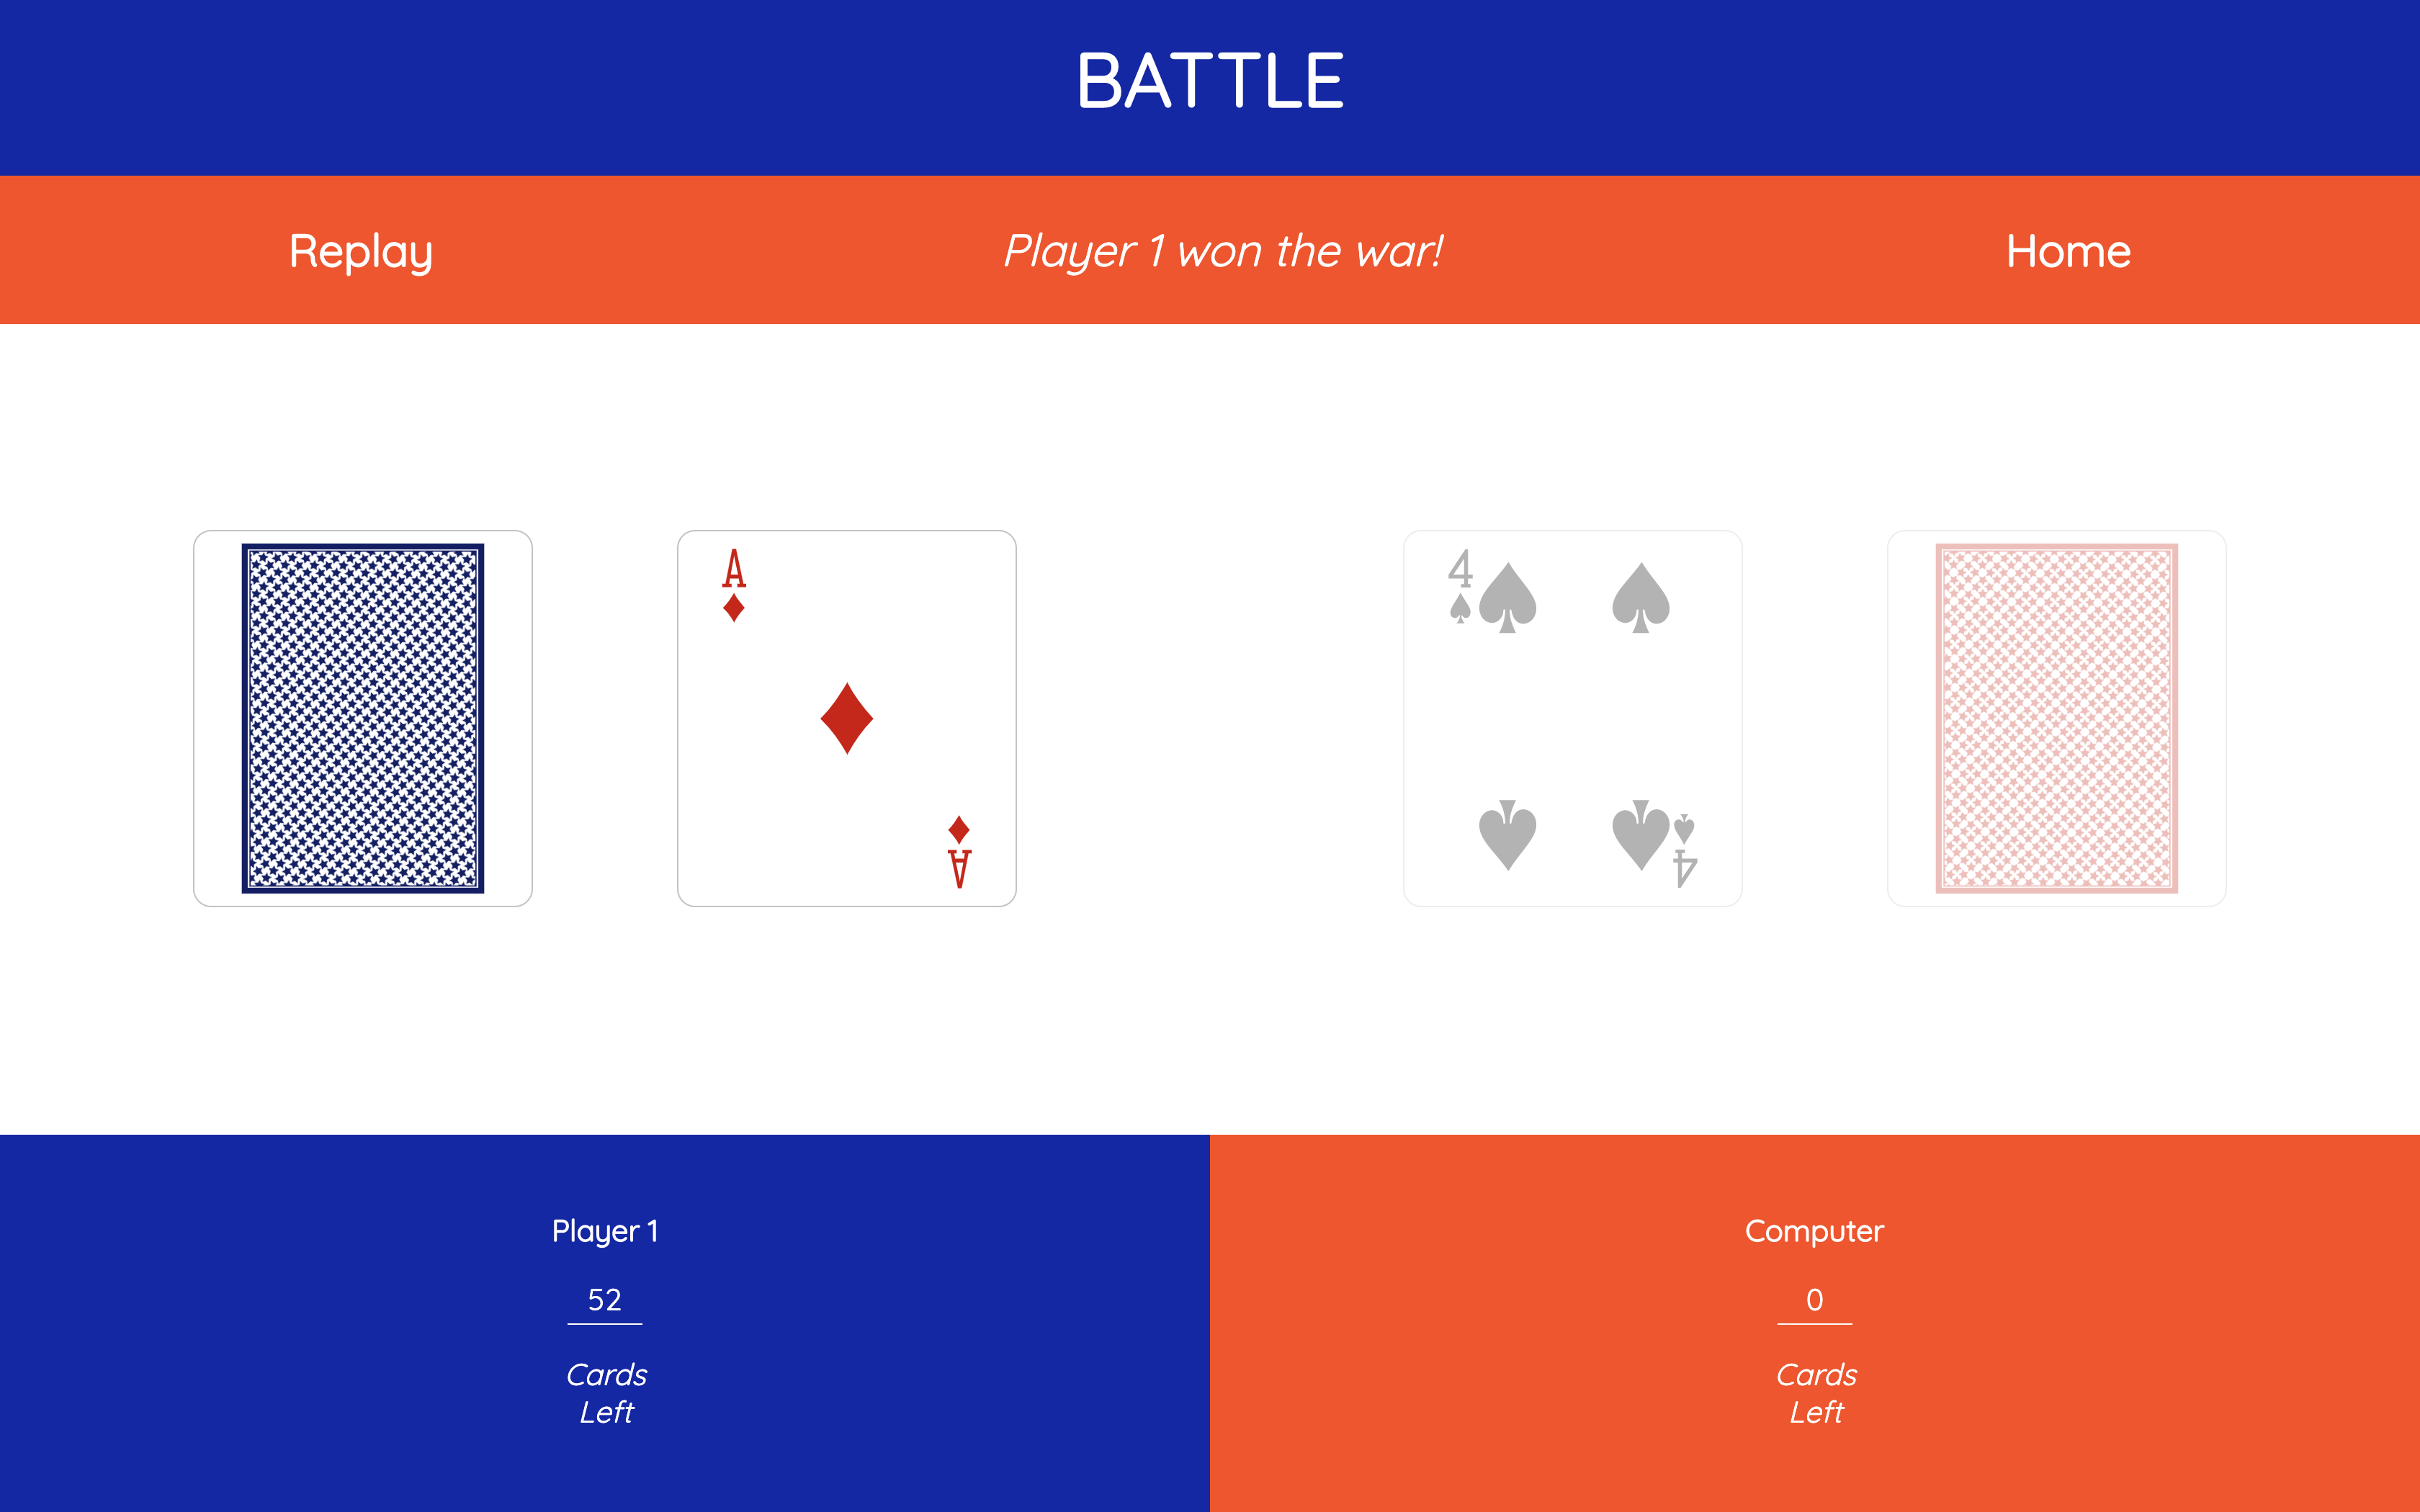 BATTLE
Replay
Player 1 won the war!
Home
A
A
4
4
Player 1
52
Cards
Left
Computer
0
Cards
Left